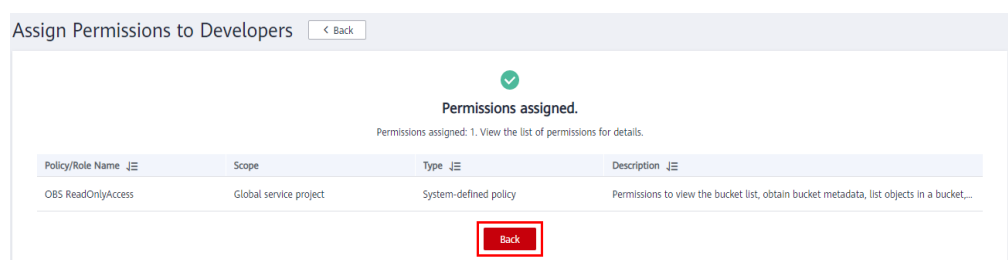 Assign Permissions to Developers < Back
Permissions assigned.
Permissions assigned: 1. View the list of permissions for details.
Policy/Role Name Scope Type Description
OBS ReadOnlyAccess Global service project System-defined policy Permissions to view the bucket list, obtain bucket metadata, list objects in a bucket,...
Back